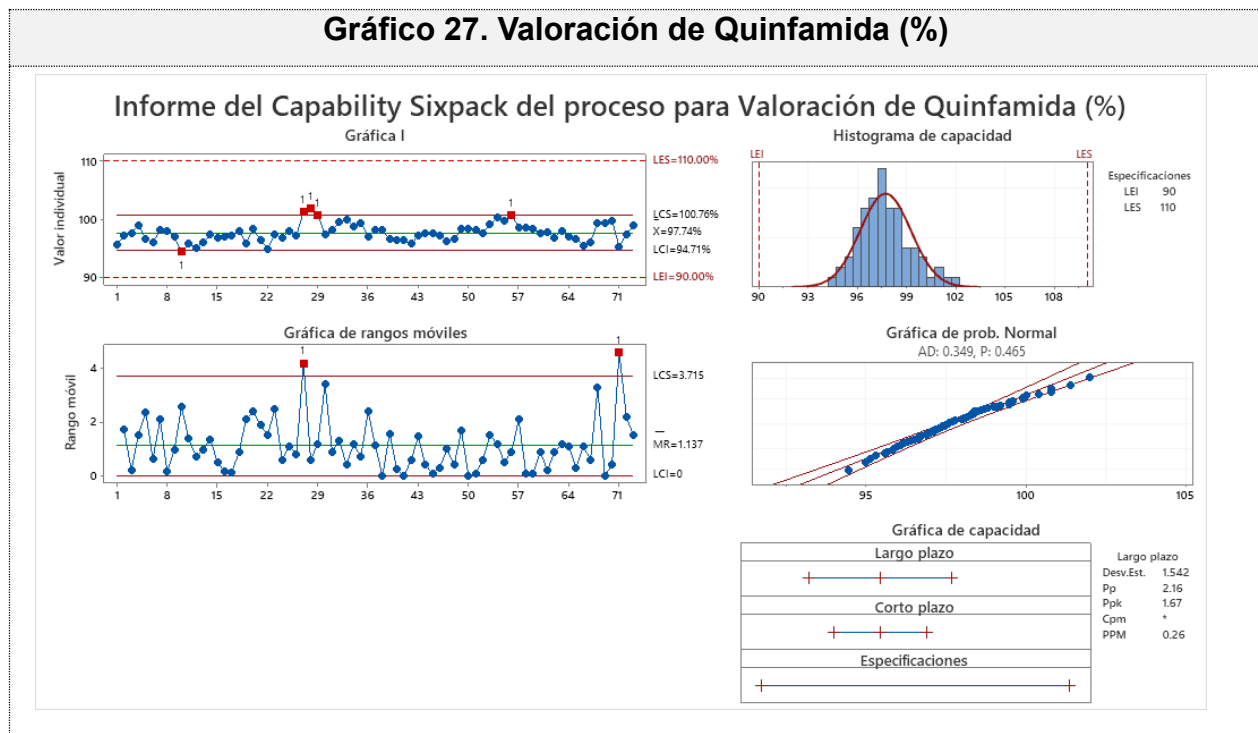 Gráfico 27. Valoración de Quinfamida (%)
Informe del Capability Sixpack del proceso para Valoración de Quinfamida (%)
Gráfica I
Valor individual
110
100
90
1
1
1
1
1
LES=110.00%
LCS=100.76%
X=97.74%
LCI=94.71%
LEI=90.00%
1 8 15 22 29 36 43 50 57 64 71
Histograma de capacidad
LEI LES
Especificaciones
LEI 90
LES 110
90 93 96 99 102 105 108
Gráfica de rangos móviles
Rango móvil
4
2
0
1
1
LCS=3.715
MR=1.137
LCI=0
1 8 15 22 29 36 43 50 57 64 71
Gráfica de prob. Normal
AD: 0.349, P: 0.465
95 100 105
Gráfica de capacidad
Largo plazo
Corto plazo
Especificaciones
Largo plazo
Desv.Est. 1.542
Pp 2.16
Ppk 1.67
Cpm *
PPM 0.26